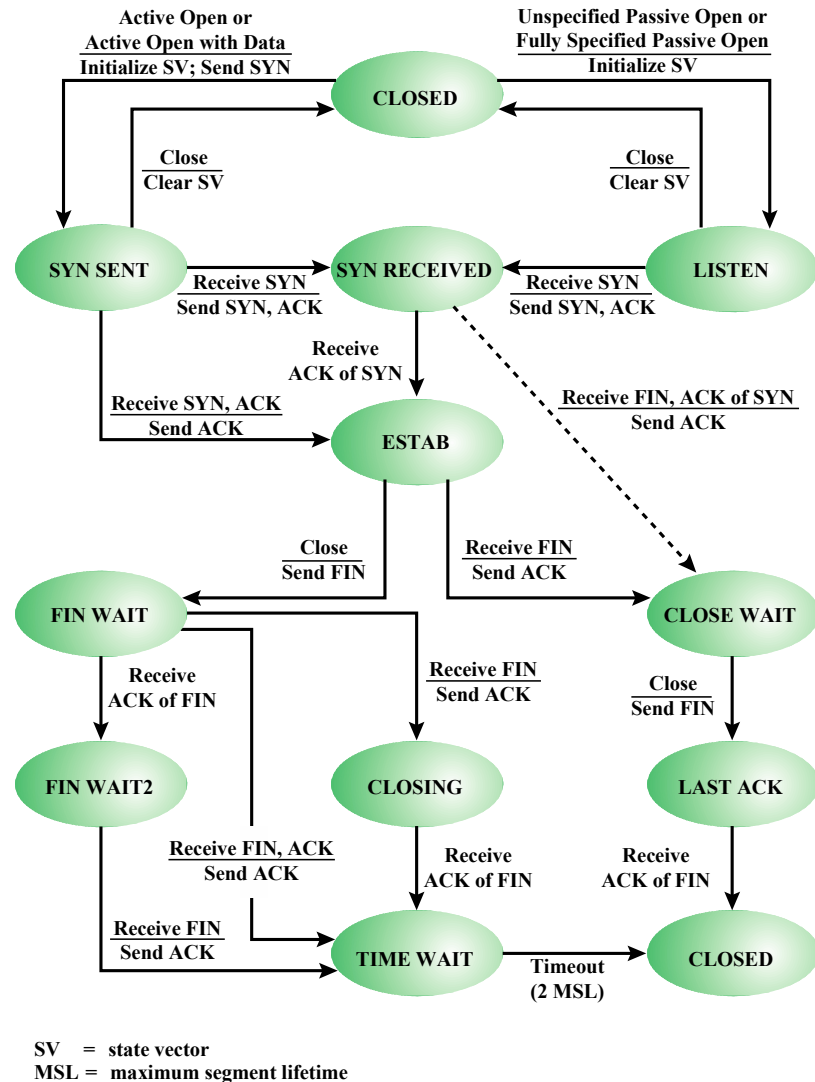 Active Open or
Active Open with Data
Initialize SV; Send SYN
Unspecified Passive Open or
Fully Specified Passive Open
Initialize SV
CLOSED
Close
Clear SV
Close
Clear SV
SYN SENT
SYN RECEIVED
LISTEN
Receive SYN
Send SYN, ACK
Receive SYN
Send SYN, ACK
Receive
ACK of SYN
Receive SYN, ACK
Send ACK
Receive FIN, ACK of SYN
Send ACK
ESTAB
Close
Send FIN
Receive FIN
Send ACK
FIN WAIT
CLOSE WAIT
Receive
ACK of FIN
Receive FIN
Send ACK
Close
Send FIN
FIN WAIT2
CLOSING
LAST ACK
Receive FIN, ACK
Send ACK
Receive
ACK of FIN
Receive
ACK of FIN
Receive FIN
Send ACK
TIME WAIT
Timeout
(2 MSL)
CLOSED
SV = state vector
MSL = maximum segment lifetime